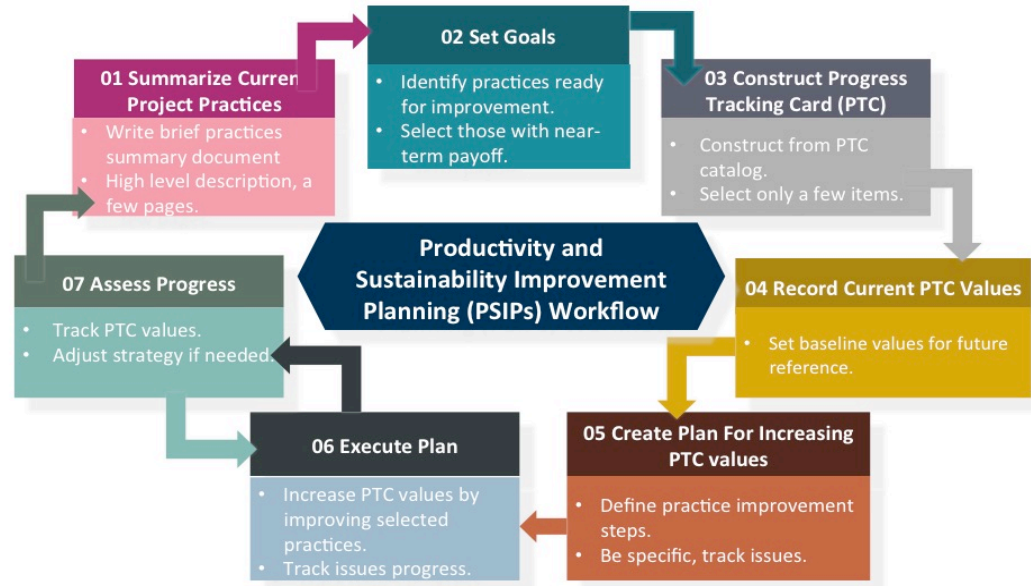 01 Summarize Current
Project Practices
• Write brief practices
summary document
• High level description, a
few pages.
02 Set Goals
• Identify practices ready
for improvement.
• Select those with near-
term payoff.
03 Construct Progress
Tracking Card (PTC)
• Construct from PTC
catalog.
• Select only a few items.
Productivity and
Sustainability Improvement
Planning (PSIPs) Workflow
04 Record Current PTC Values
• Set baseline values for future
reference.
05 Create Plan For Increasing
PTC values
• Define practice improvement
steps.
• Be specific, track issues.
06 Execute Plan
• Increase PTC values by
improving selected
practices.
• Track issues progress.
07 Assess Progress
• Track PTC values.
• Adjust strategy if needed.